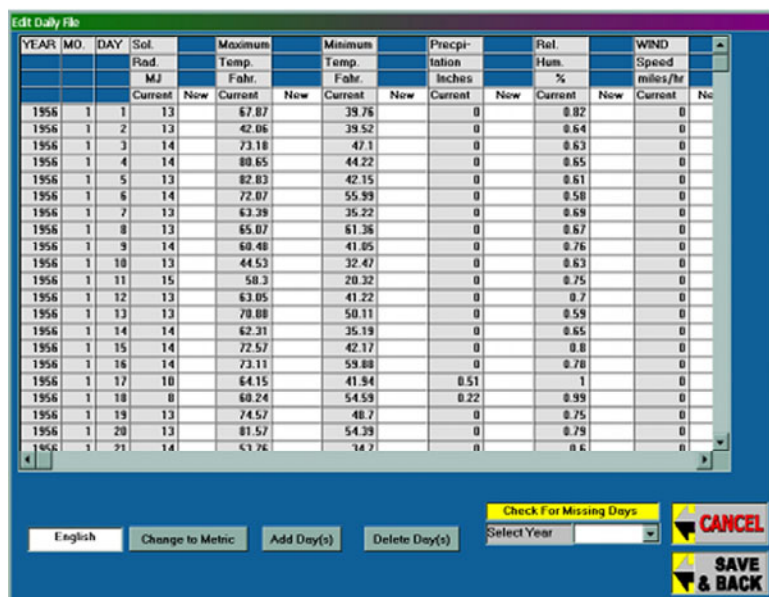 Edit Daily File
YEAR MO. DAY Sol. Maximum Minimum Precpi- Rel. WIND
Rad. Temp. Temp. tation Hum. Speed
MJ Fahr. Fahr. Inches % miles/hr
Current New Current New Current New Current New Current New Current Ne
1956 1 1 13 67.87 39.76 0 0.82 0
1956 1 2 13 42.06 39.52 0 0.64 0
1956 1 3 14 73.18 47.1 0 0.63 0
1956 1 4 14 80.65 44.22 0 0.65 0
1956 1 5 13 82.83 42.15 0 0.61 0
1956 1 6 14 72.07 55.99 0 0.58 0
1956 1 7 13 63.39 35.22 0 0.69 0
1956 1 8 13 65.07 61.36 0 0.67 0
1956 1 9 14 60.48 41.05 0 0.76 0
1956 1 10 13 44.53 32.47 0 0.63 0
1956 1 11 15 58.3 20.32 0 0.75 0
1956 1 12 13 63.05 41.22 0 0.7 0
1956 1 13 13 70.88 50.11 0 0.59 0
1956 1 14 14 62.31 35.19 0 0.65 0
1956 1 15 14 72.57 42.17 0 0.8 0
1956 1 16 14 73.11 59.88 0 0.78 0
1956 1 17 10 64.15 41.94 0.51 1 0
1956 1 18 8 60.24 54.59 0.22 0.99 0
1956 1 19 13 74.57 48.7 0 0.75 0
1956 1 20 13 81.57 54.39 0 0.79 0
1956 1 21 14 53.76 34.7 0 0.6 0
Check For Missing Days
English Change to Metric Add Day(s) Delete Day(s) Select Year CANCEL
SAVE
& BACK